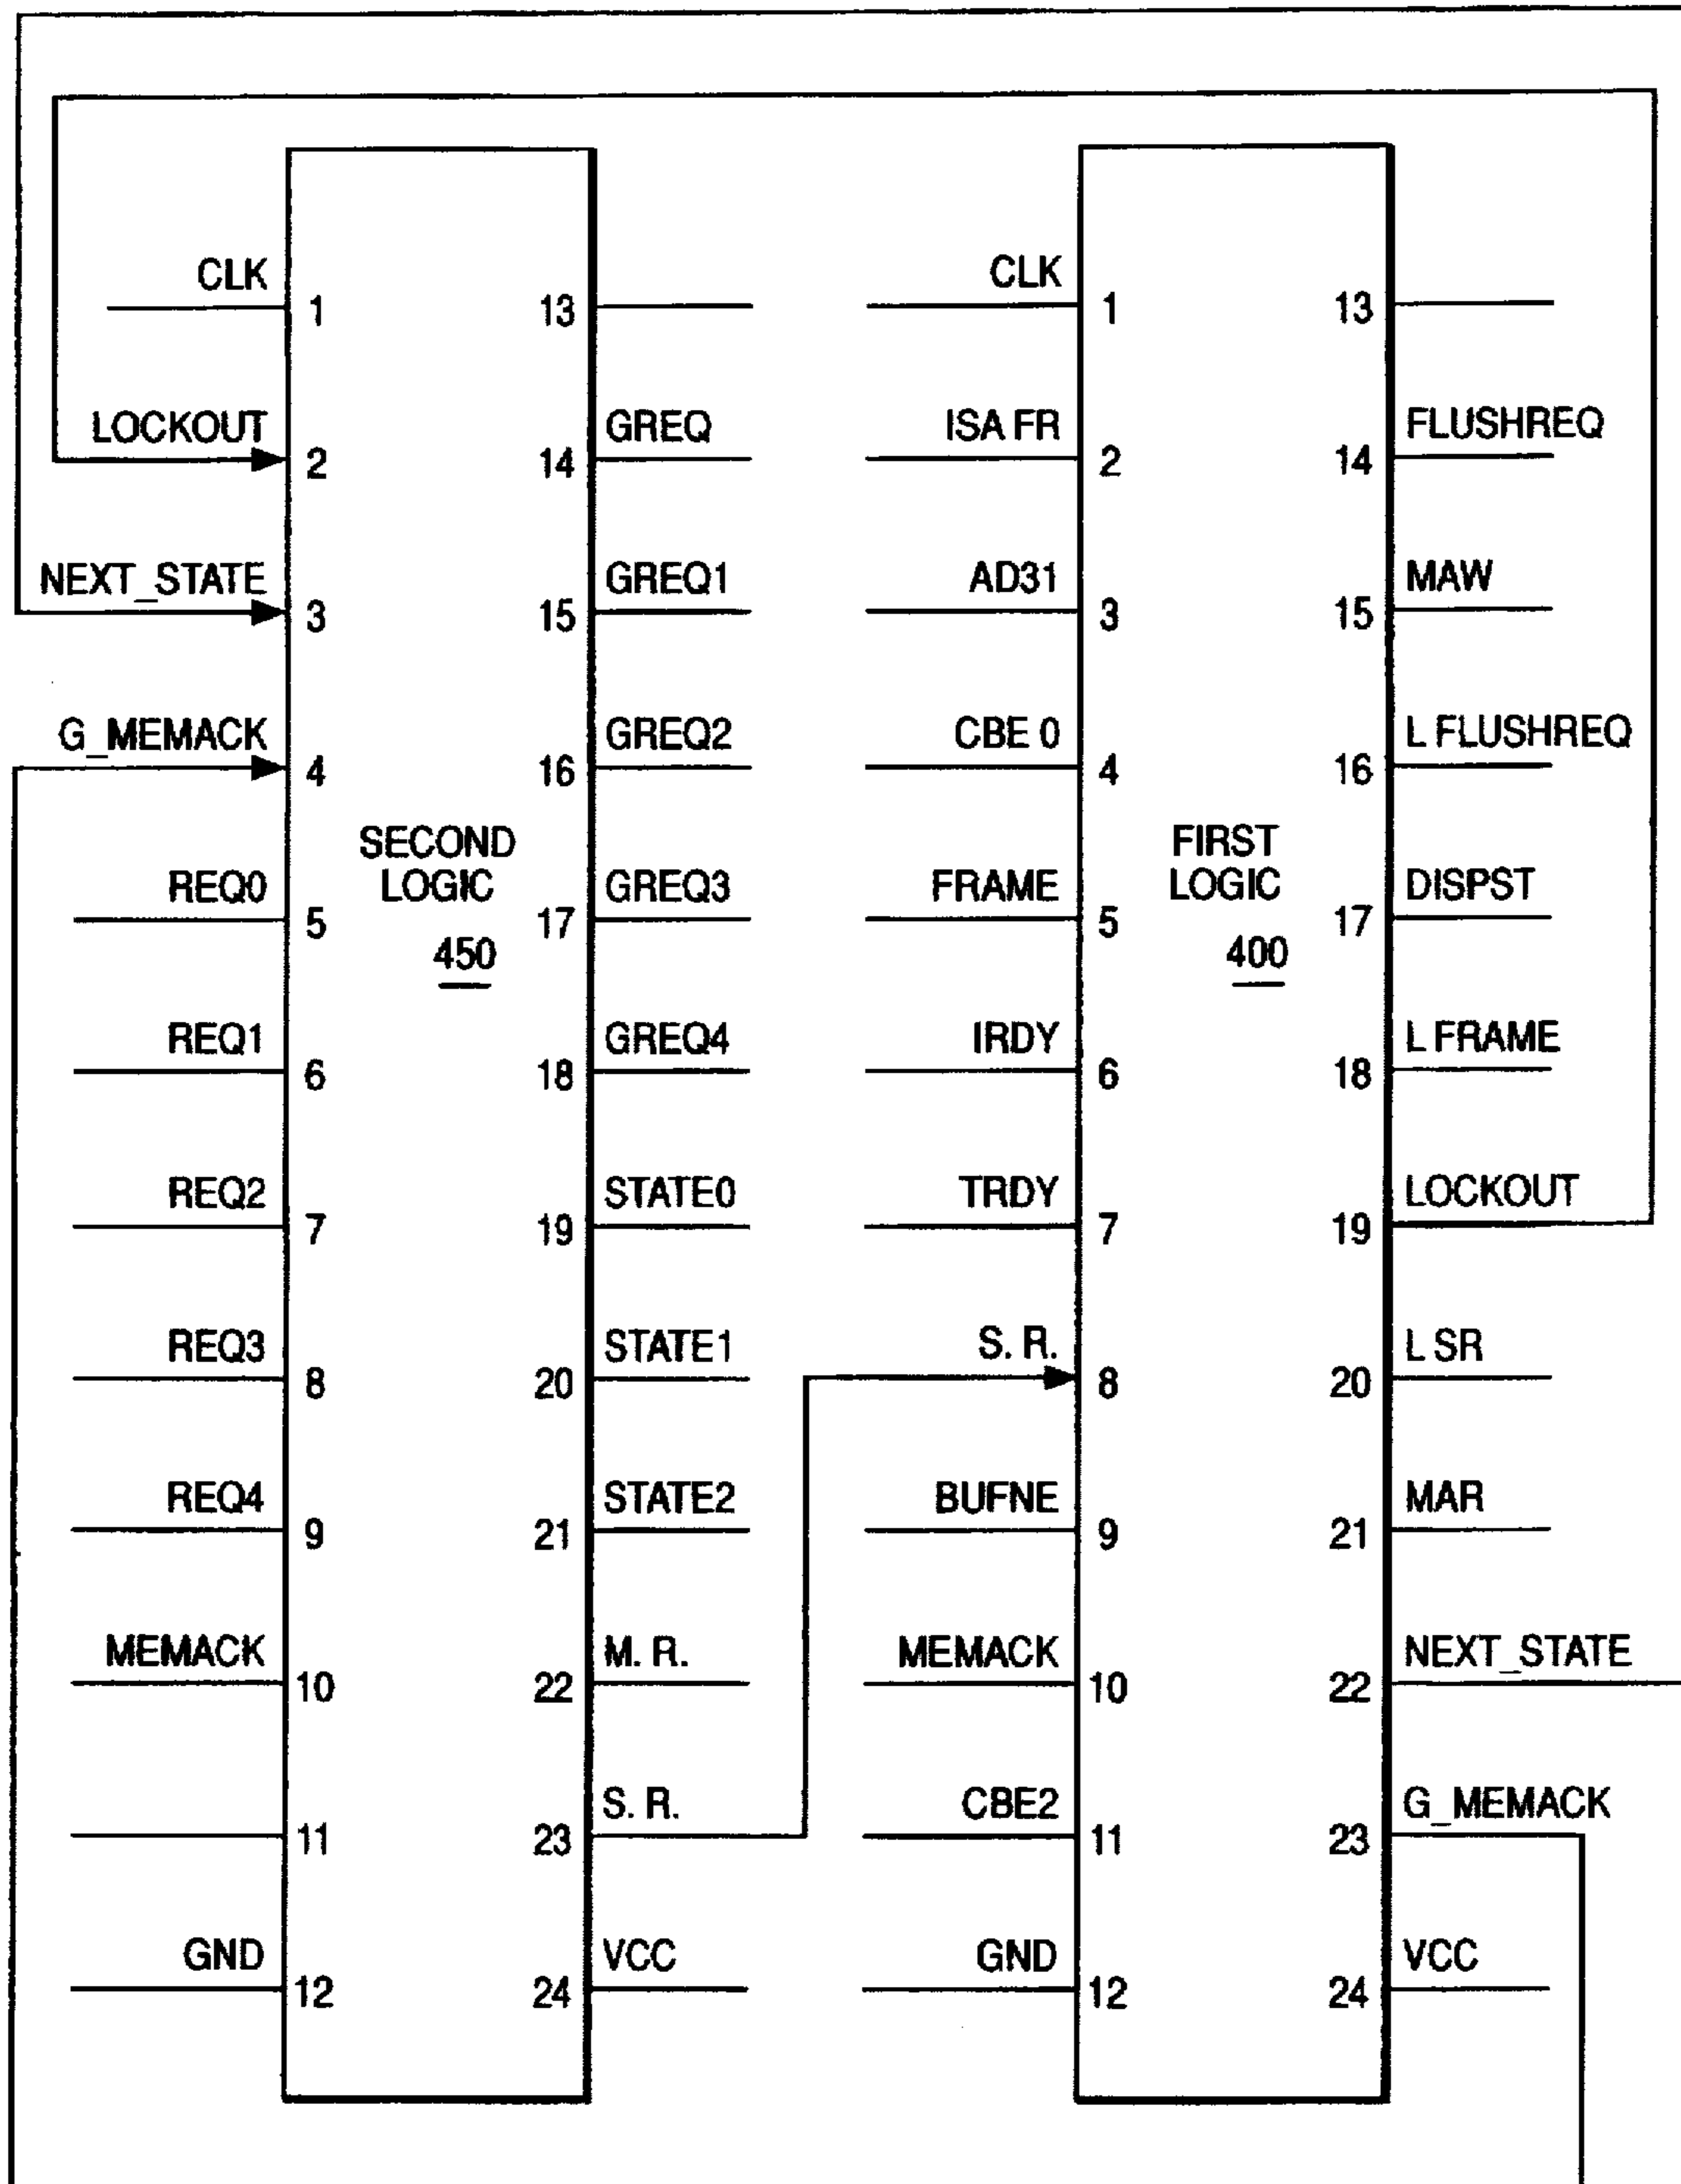 CLK
1
13
LOCKOUT
2
GREQ
14
NEXT_STATE
3
GREQ1
15
G_MEMACK
4
GREQ2
16
SECOND
LOGIC
450
REQ0
5
GREQ3
17
REQ1
6
GREQ4
18
REQ2
7
STATE0
19
REQ3
8
STATE1
20
REQ4
9
STATE2
21
MEMACK
10
M. R.
22
11
S. R.
23
GND
12
VCC
24
CLK
1
13
ISA FR
2
FLUSHREQ
14
AD31
3
MAW
15
CBE 0
4
L FLUSHREQ
16
FIRST
LOGIC
400
FRAME
5
DISPST
17
IRDY
6
L FRAME
18
TRDY
7
LOCKOUT
19
S. R.
8
L SR
20
BUFNE
9
MAR
21
MEMACK
10
NEXT_STATE
22
CBE2
11
G_MEMACK
23
GND
12
VCC
24